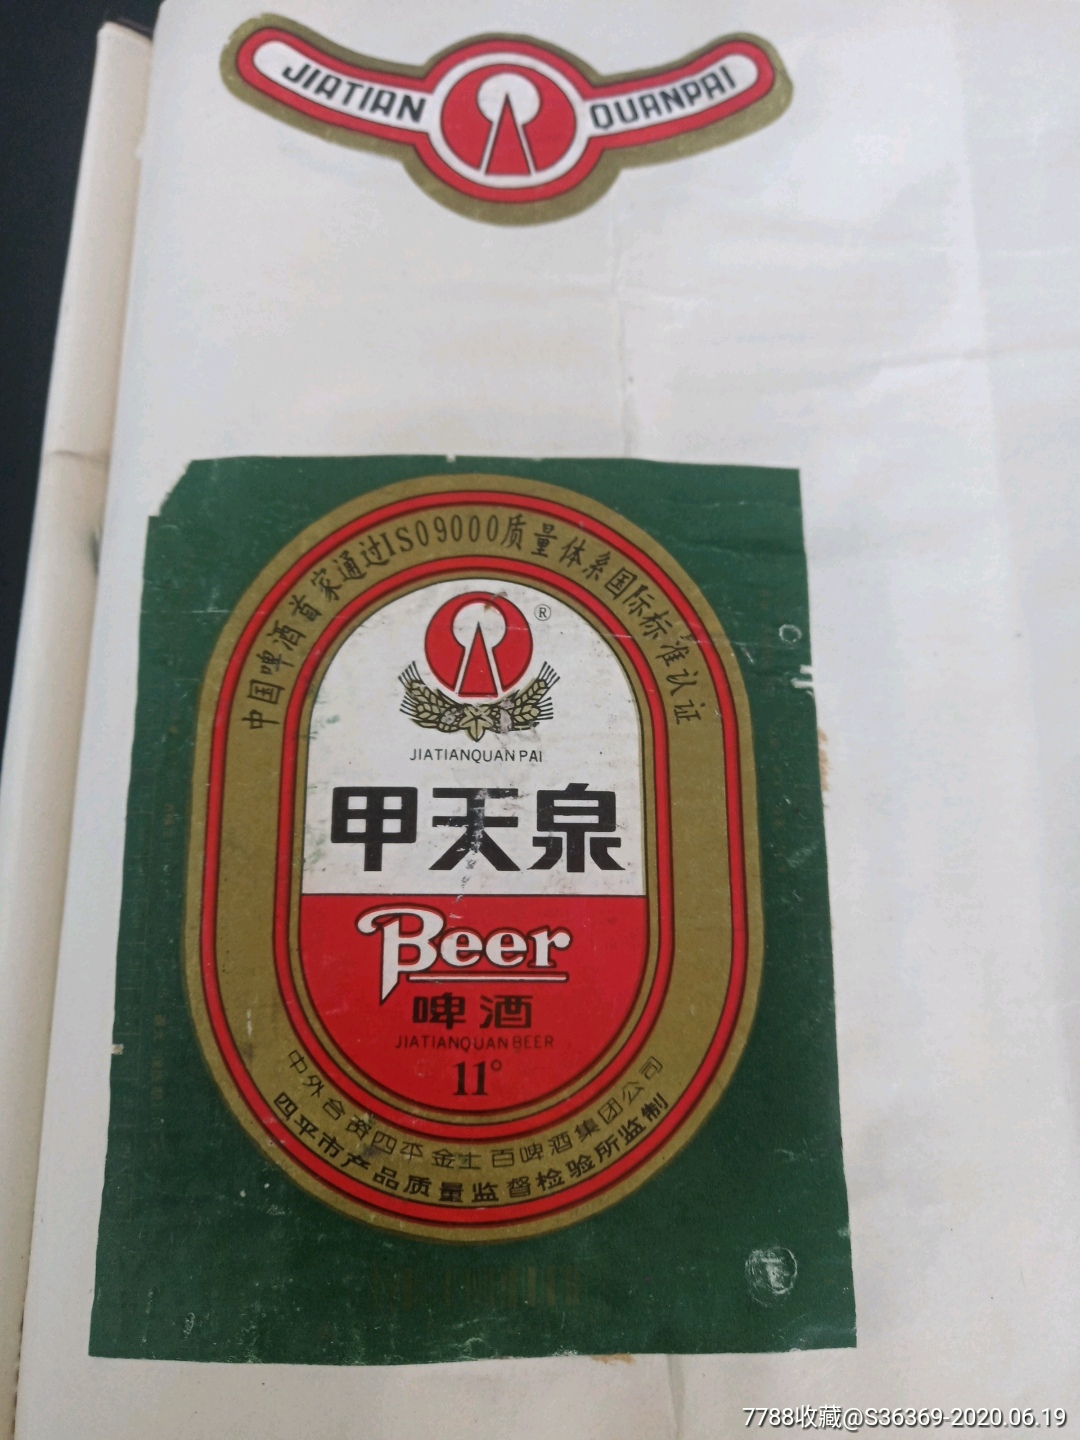 JIATIAN QUANPAI
中国啤酒首家通过ISO9000质量体系国际标准认证
®
JIATIANQUAN PAI
甲天泉
Beer
啤酒
JIATIANQUAN BEER
11°
中外合资四平金士百啤酒集团公司
四平市产品质量监督检验所监制
7788收藏@S36369-2020.06.19